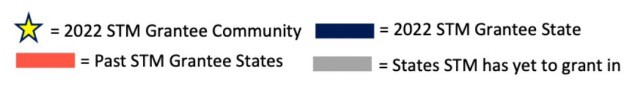 = 2022 STM Grantee Community = 2022 STM Grantee State
= Past STM Grantee States = States STM has yet to grant in